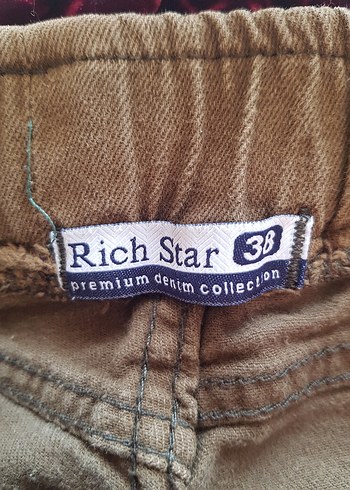 Rich Star 38
premium denim collection